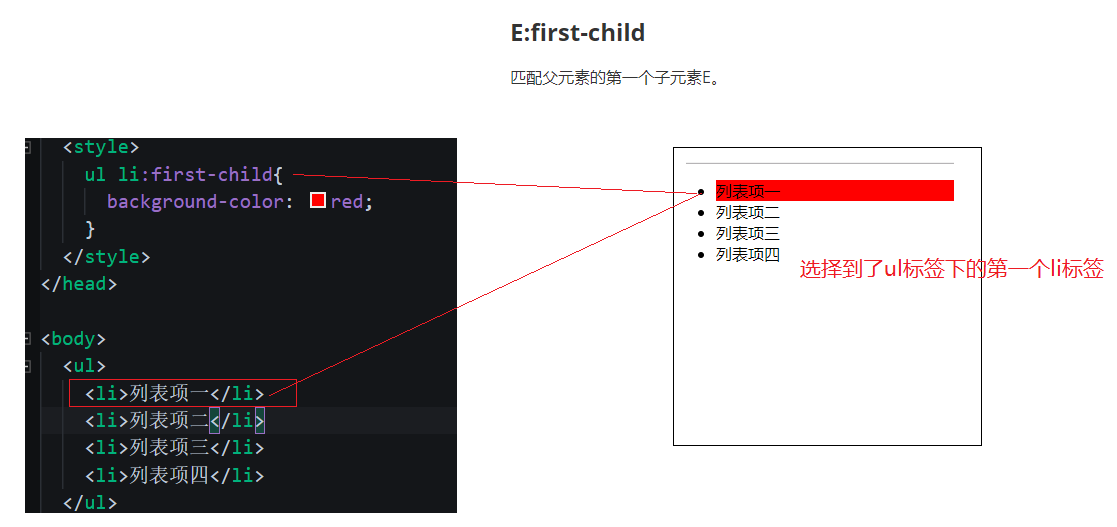 E:first-child
匹配父元素的第一个子元素E。
<style>
ul li:first-child{
background-color: red;
}
</style>
</head>
<body>
<ul>
<li>列表项一</li>
<li>列表项二</li>
<li>列表项三</li>
<li>列表项四</li>
</ul>
列表项一
列表项二
列表项三
列表项四
选择到了ul标签下的第一个li标签